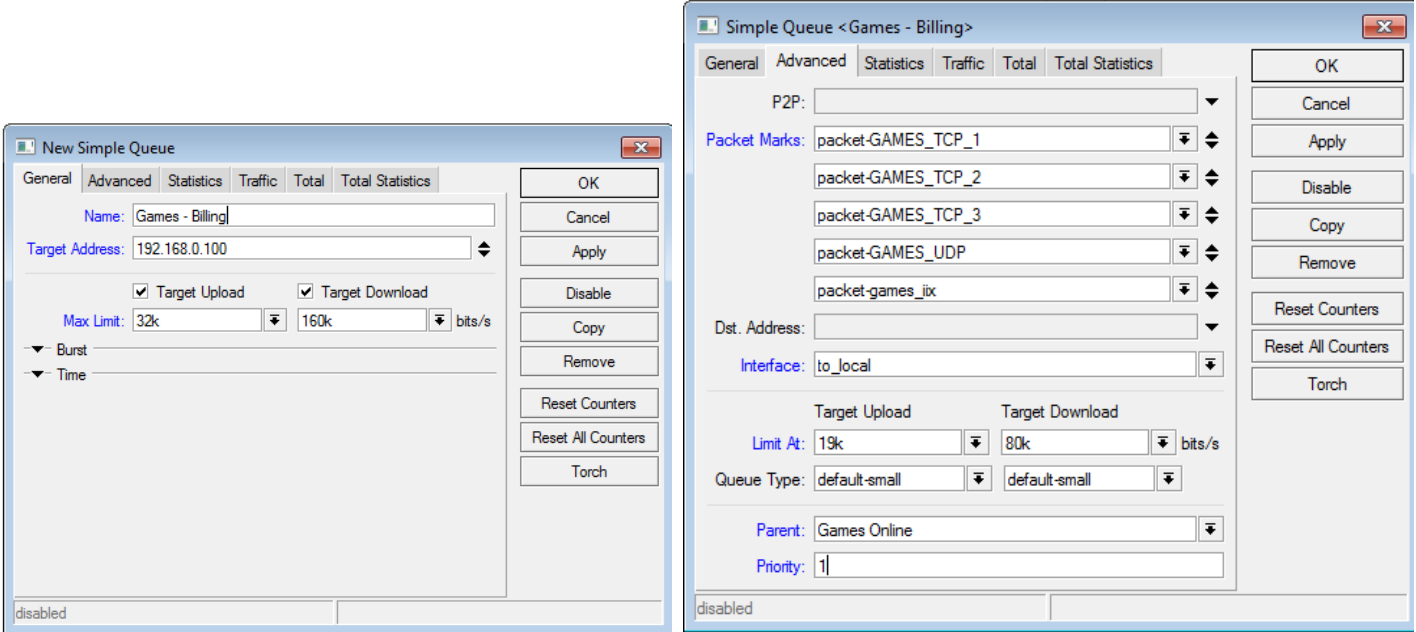 New Simple Queue
General Advanced Statistics Traffic Total Total Statistics
Name: Games - Billing
Target Address: 192.168.0.100
Target Upload Target Download
Max Limit: 32k 160k bits/s
Burst
Time
OK
Cancel
Apply
Disable
Copy
Remove
Reset Counters
Reset All Counters
Torch
disabled
Simple Queue <Games - Billing>
General Advanced Statistics Traffic Total Total Statistics
P2P:
Packet Marks: packet-GAMES_TCP_1
packet-GAMES_TCP_2
packet-GAMES_TCP_3
packet-GAMES_UDP
packet-games_iix
Dst. Address:
Interface: to_local
Target Upload Target Download
Limit At: 19k 80k bits/s
Queue Type: default-small default-small
Parent: Games Online
Priority: 1
OK
Cancel
Apply
Disable
Copy
Remove
Reset Counters
Reset All Counters
Torch
disabled